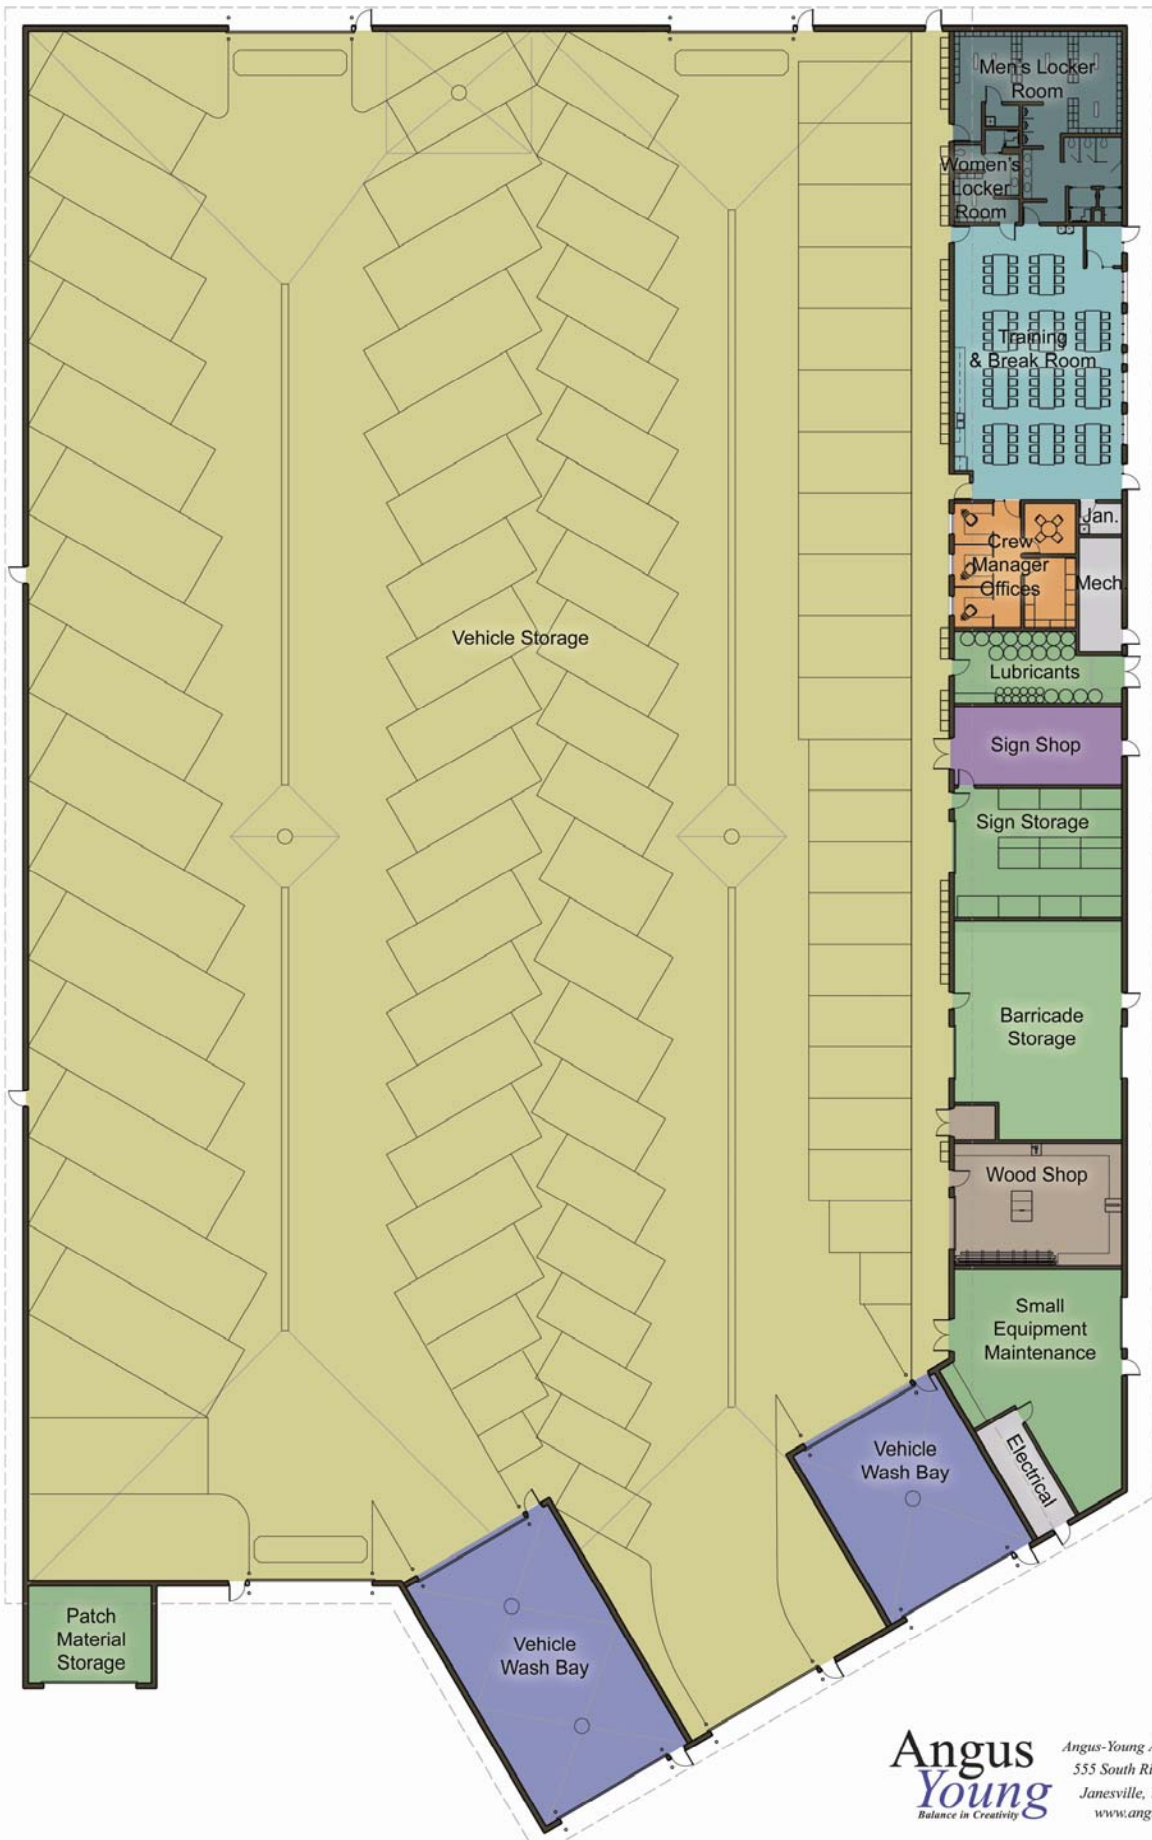 Men's Locker
Room
Women's
Locker
Room
Training
& Break Room
Crew
Manager
Offices
Jan.
Mech.
Vehicle Storage
Lubricants
Sign Shop
Sign Storage
Barricade
Storage
Wood Shop
Small
Equipment
Maintenance
Electrical
Vehicle
Wash Bay
Vehicle
Wash Bay
Patch
Material
Storage
Angus
Young
Balance in Creativity
Angus-Young
555 South
Janesville,
www.ang